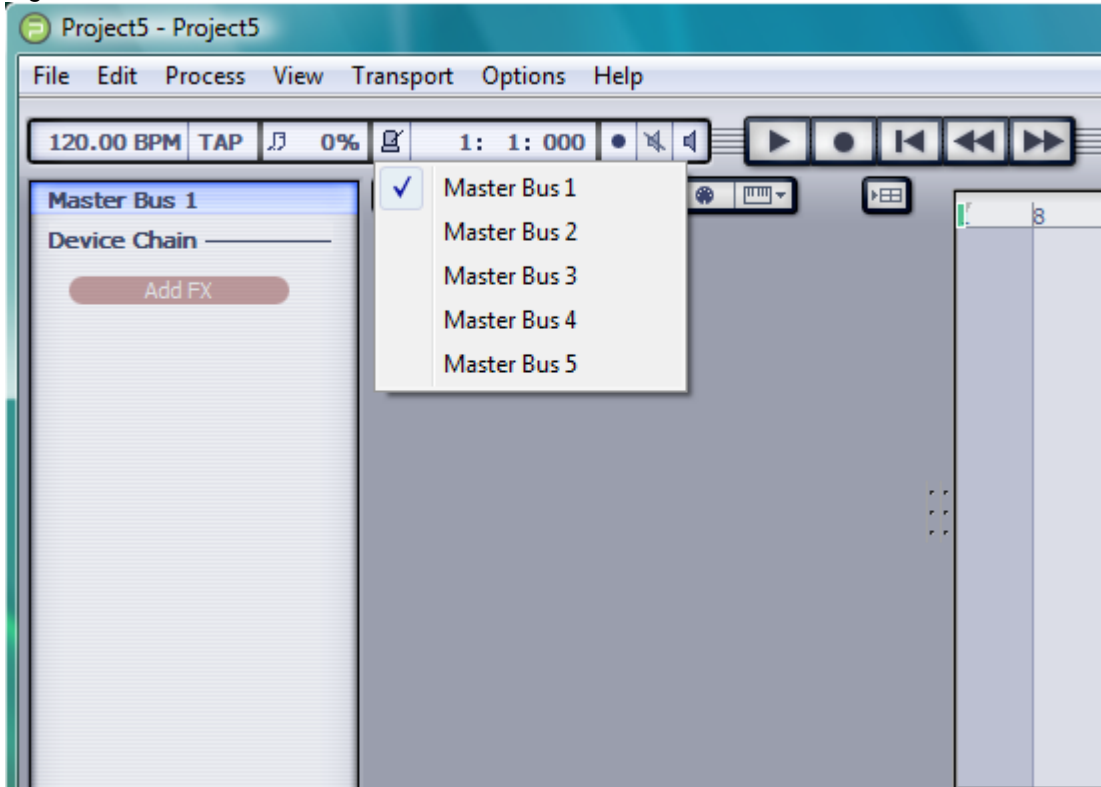 Project5 - Project5
File Edit Process View Transport Options Help
120.00 BPM TAP 0% 1: 1: 000
Master Bus 1
Device Chain
Add FX
Master Bus 1
Master Bus 2
Master Bus 3
Master Bus 4
Master Bus 5
8